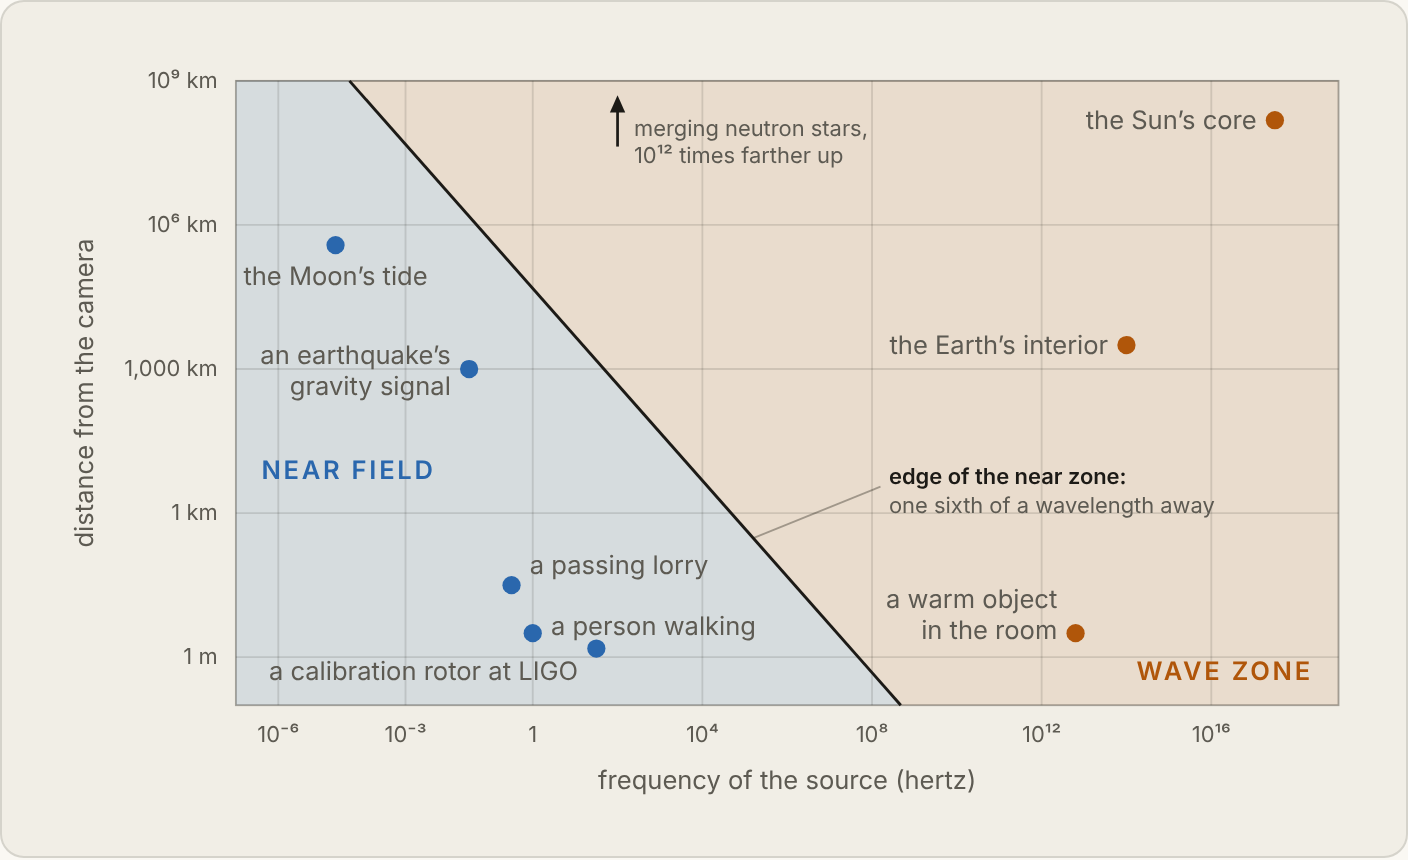 10⁹ km
10⁶ km
1,000 km
1 km
1 m
distance from the camera
merging neutron stars,
10¹² times farther up
the Sun’s core
the Moon’s tide
an earthquake’s
gravity signal
the Earth’s interior
NEAR FIELD
edge of the near zone:
one sixth of a wavelength away
a passing lorry
a person walking
a calibration rotor at LIGO
a warm object
in the room
WAVE ZONE
10⁻⁶
10⁻³
1
10⁴
10⁸
10¹²
10¹⁶
frequency of the source (hertz)